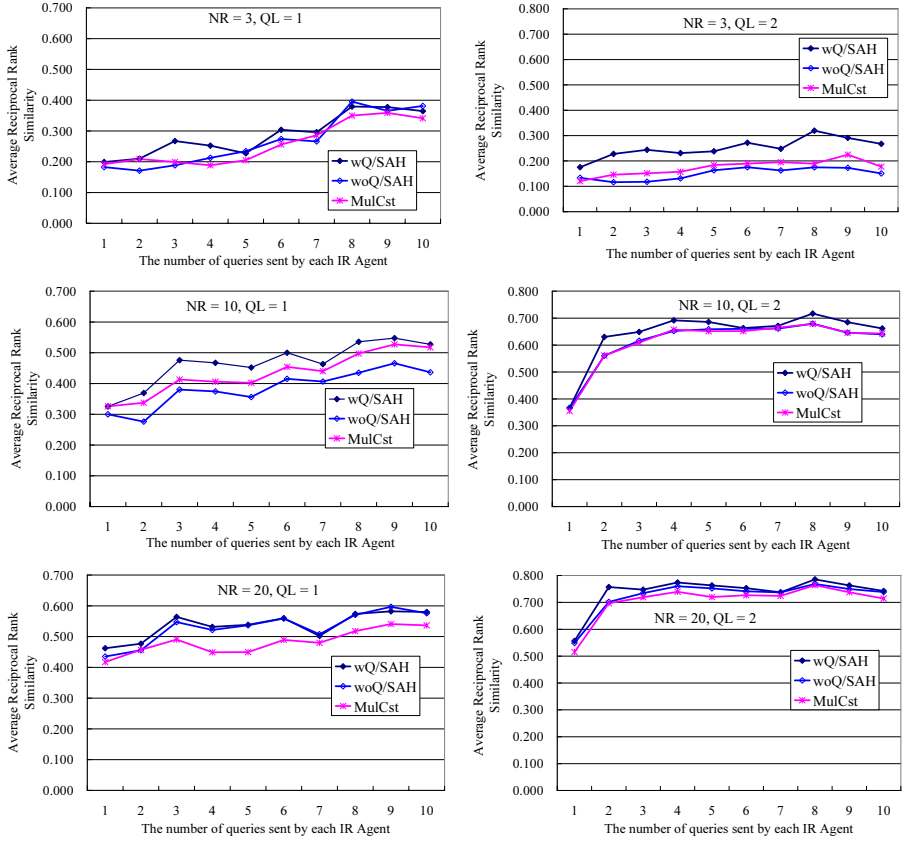 NR = 3, QL = 1
0.700
0.600
0.500
0.400
0.300
0.200
0.100
0.000
Average Reciprocal Rank
Similarity
wQ/SAH
woQ/SAH
MulCst
1 2 3 4 5 6 7 8 9 10
The number of queries sent by each IR Agent
NR = 3, QL = 2
0.800
0.700
0.600
0.500
0.400
0.300
0.200
0.100
0.000
Average Reciprocal Rank
Similarity
wQ/SAH
woQ/SAH
MulCst
1 2 3 4 5 6 7 8 9 10
The number of queries sent by each IR Agent
NR = 10, QL = 1
0.700
0.600
0.500
0.400
0.300
0.200
0.100
0.000
Average Reciprocal Rank
Similarity
wQ/SAH
woQ/SAH
MulCst
1 2 3 4 5 6 7 8 9 10
The number of queries sent by each IR Agent
NR = 10, QL = 2
0.800
0.700
0.600
0.500
0.400
0.300
0.200
0.100
0.000
Average Reciprocal Rank
Similarity
wQ/SAH
woQ/SAH
MulCst
1 2 3 4 5 6 7 8 9 10
The number of queries sent by each IR Agent
NR = 20, QL = 1
0.700
0.600
0.500
0.400
0.300
0.200
0.100
0.000
Average Reciprocal Rank
Similarity
wQ/SAH
woQ/SAH
MulCst
1 2 3 4 5 6 7 8 9 10
The number of queries sent by each IR Agent
NR = 20, QL = 2
0.800
0.700
0.600
0.500
0.400
0.300
0.200
0.100
0.000
Average Reciprocal Rank
Similarity
wQ/SAH
woQ/SAH
MulCst
1 2 3 4 5 6 7 8 9 10
The number of queries sent by each IR Agent